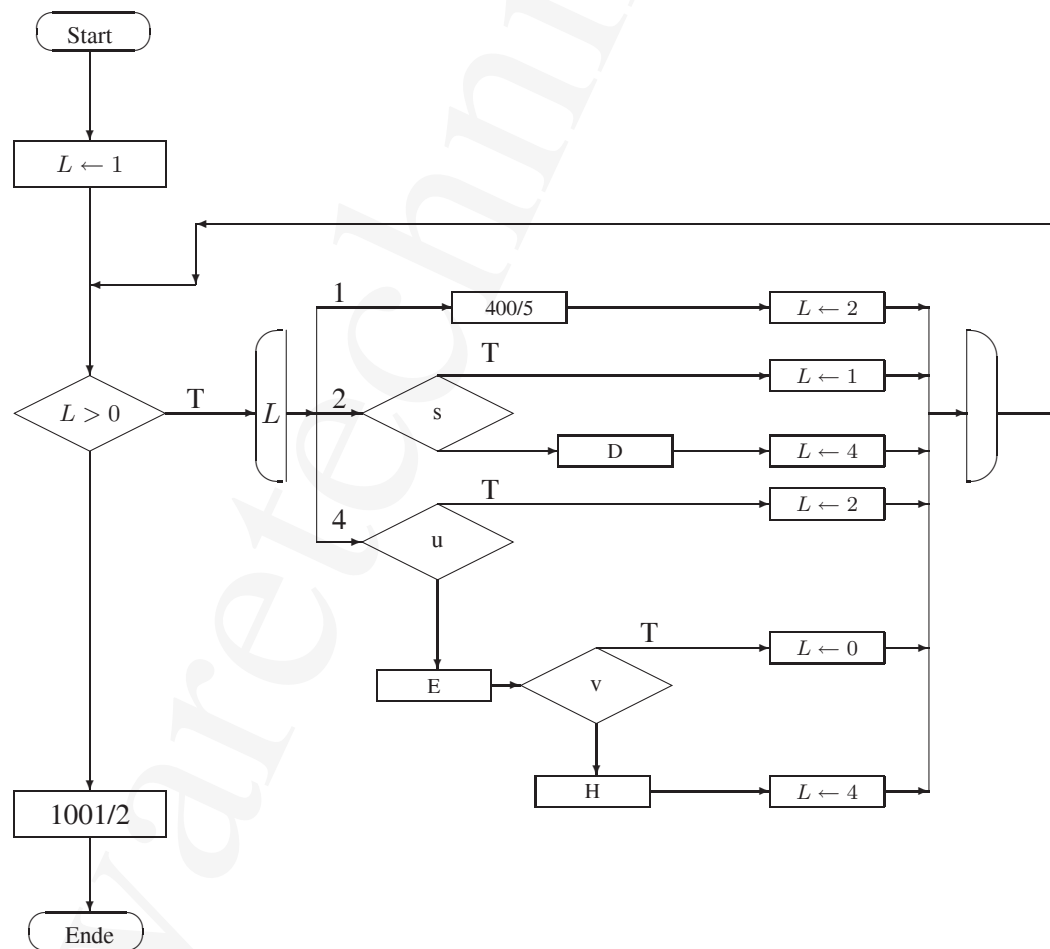 Start
L ← 1
1
400/5
L ← 2
T
L ← 1
L > 0
T
L
2
s
D
L ← 4
T
L ← 2
4
u
T
L ← 0
E
v
H
L ← 4
1001/2
Ende